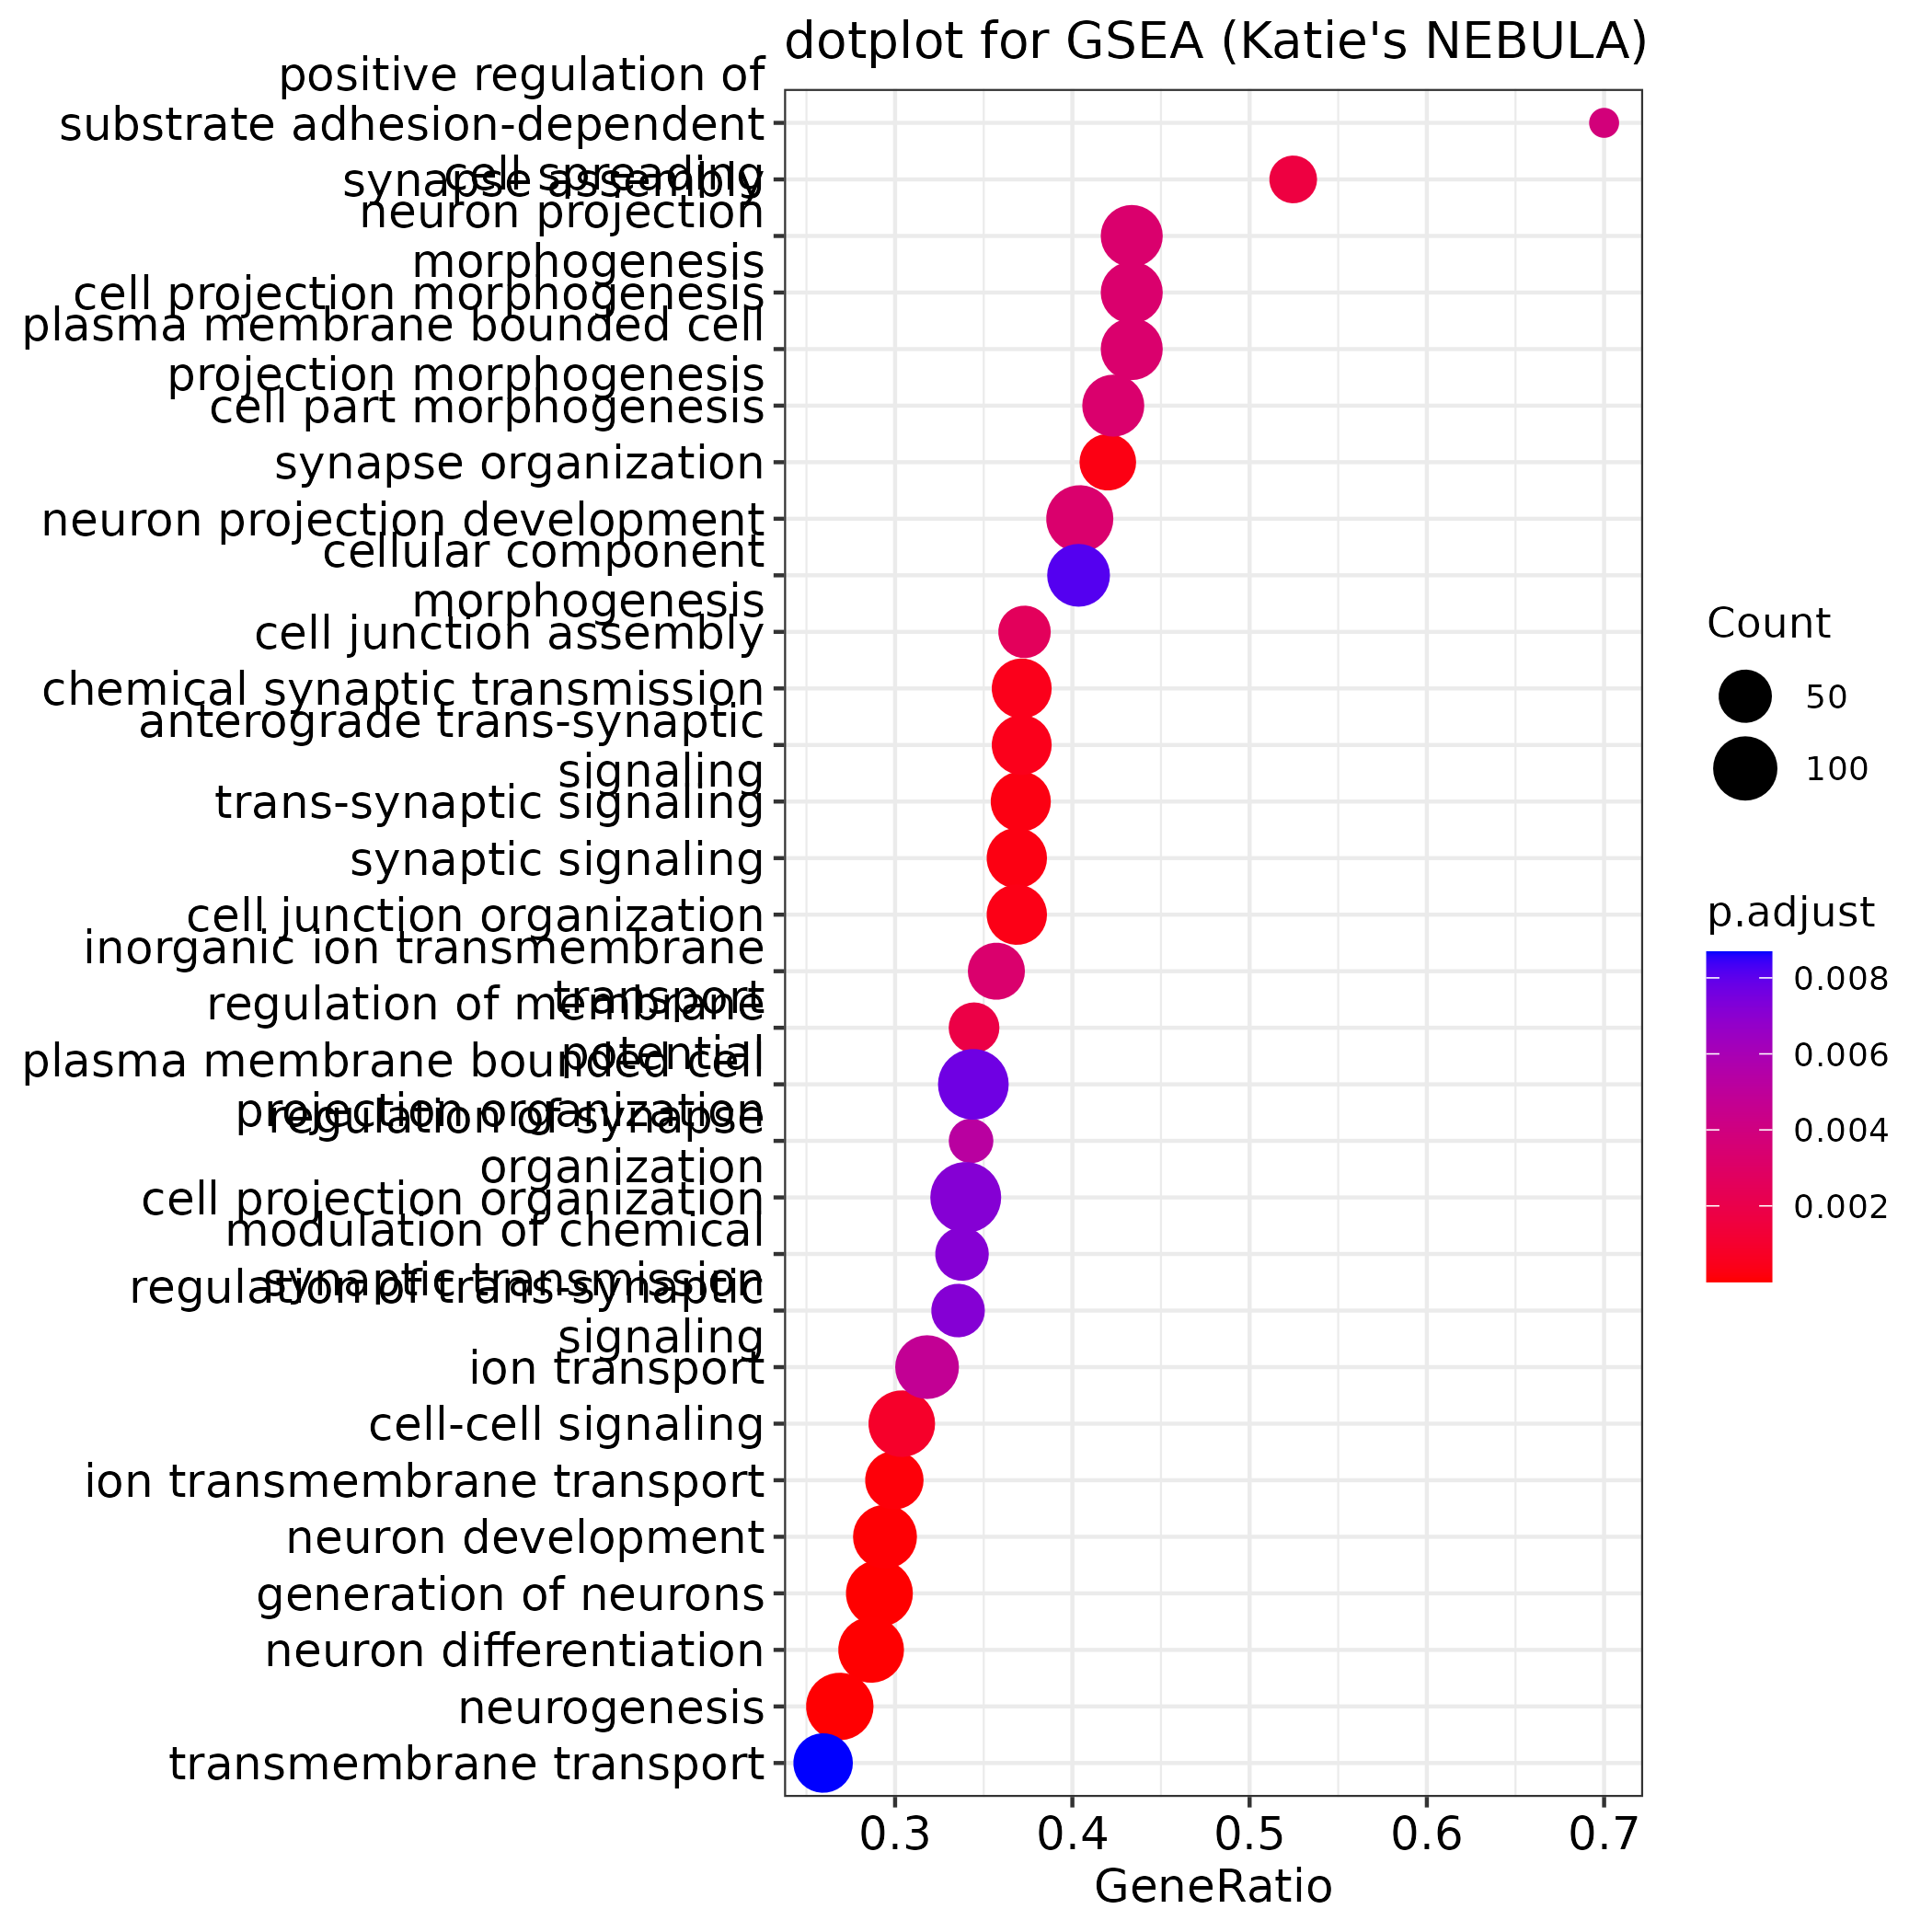 dotplot for GSEA (Katie's NEBULA)
positive regulation of
substrate adhesion-dependent
cell spreading
synapse assembly
neuron projection
morphogenesis
cell projection morphogenesis
plasma membrane bounded cell
projection morphogenesis
cell part morphogenesis
synapse organization
neuron projection development
cellular component
morphogenesis
cell junction assembly
chemical synaptic transmission
anterograde trans-synaptic
signaling
trans-synaptic signaling
synaptic signaling
cell junction organization
inorganic ion transmembrane
transport
regulation of membrane
potential
plasma membrane bounded cell
projection organization
regulation of synapse
organization
cell projection organization
modulation of chemical
synaptic transmission
regulation of trans-synaptic
signaling
ion transport
cell-cell signaling
ion transmembrane transport
neuron development
generation of neurons
neuron differentiation
neurogenesis
transmembrane transport
0.3 0.4 0.5 0.6 0.7
GeneRatio
Count
50
100
p.adjust
0.008
0.006
0.004
0.002